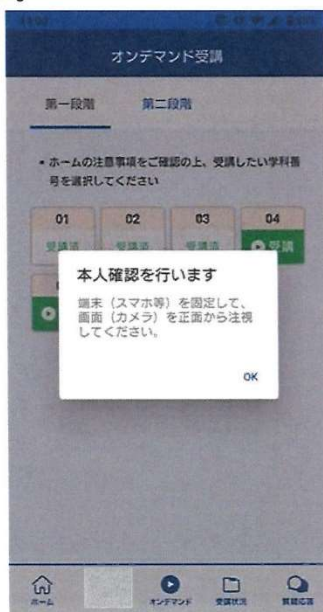 オンデマンド受講
第一段階 第二段階
• ホームの注意事項をご確認の上、受講したい学科番
号を選択してください
01 02 03 04
受講済 受講済 受講済 受講
本人確認を行います
端末（スマホ等）を固定して、
画面（カメラ）を正面から注視
してください。
OK
ホーム オンデマンド 受講状況 質疑応答